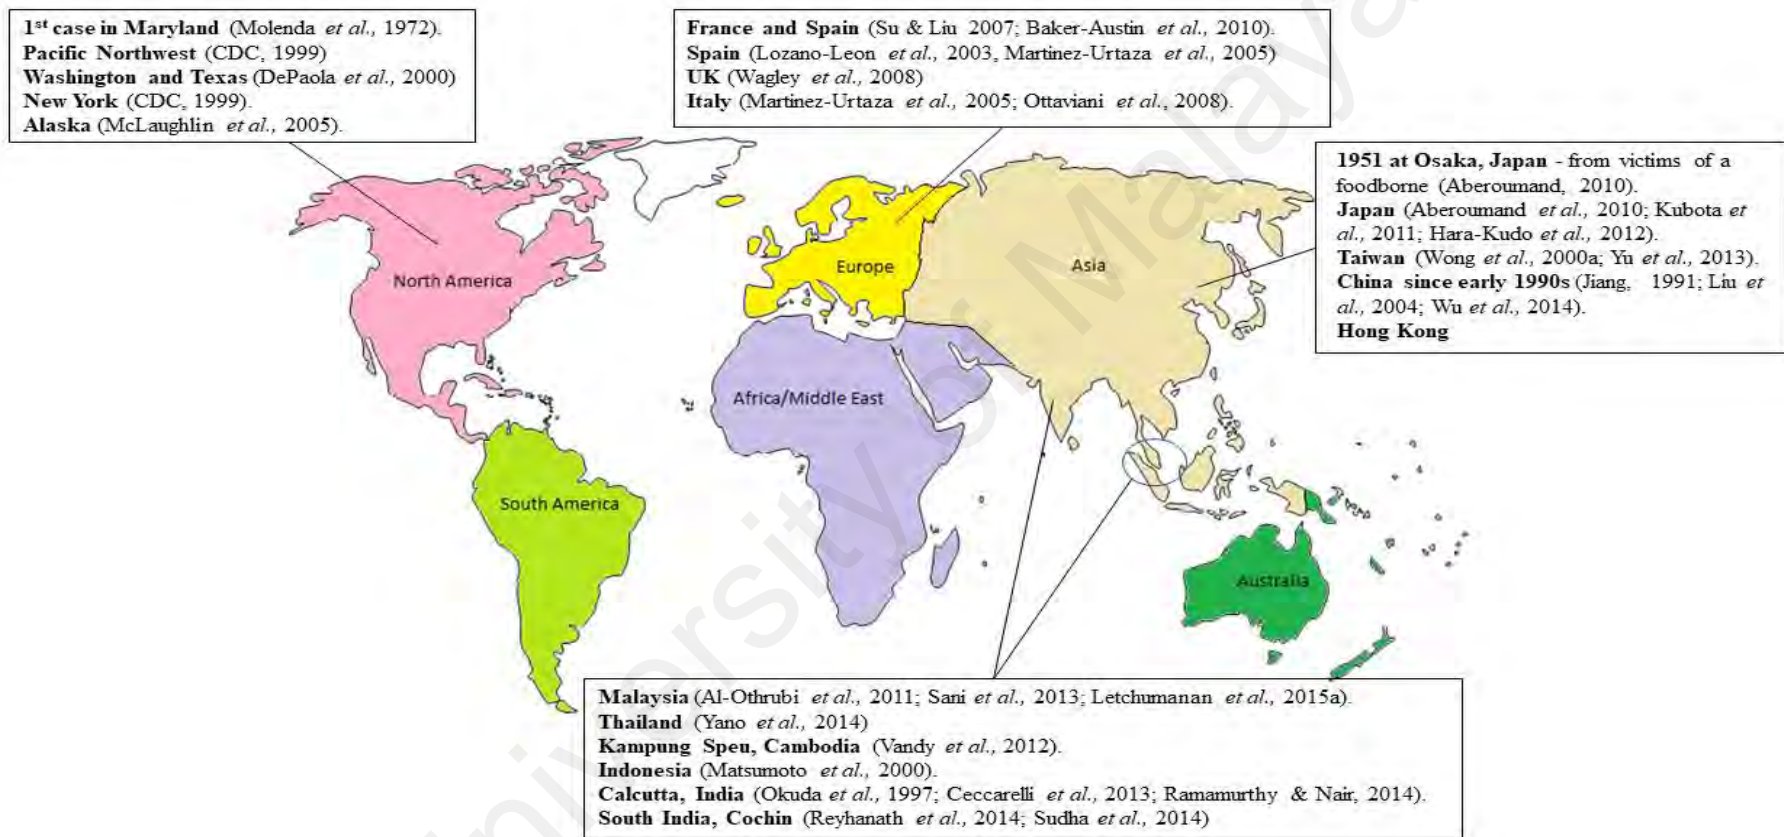 1st case in Maryland (Molenda et al., 1972).
Pacific Northwest (CDC, 1999)
Washington and Texas (DePaola et al., 2000)
New York (CDC, 1999).
Alaska (McLaughlin et al., 2005).
France and Spain (Su & Liu 2007; Baker-Austin et al., 2010).
Spain (Lozano-Leon et al., 2003, Martinez-Urtaza et al., 2005)
UK (Wagley et al., 2008)
Italy (Martinez-Urtaza et al., 2005; Ottaviani et al., 2008).
1951 at Osaka, Japan - from victims of a
foodborne (Aberoumand, 2010).
Japan (Aberoumand et al., 2010; Kubota et
al., 2011; Hara-Kudo et al., 2012).
Taiwan (Wong et al., 2000a; Yu et al., 2013).
China since early 1990s (Jiang, 1991; Liu et
al., 2004; Wu et al., 2014).
Hong Kong
North America
Europe
Asia
Africa/Middle East
South America
Australia
Malaysia (Al-Othrubi et al., 2011; Sani et al., 2013; Letchumanan et al., 2015a).
Thailand (Yano et al., 2014)
Kampung Speu, Cambodia (Vandy et al., 2012).
Indonesia (Matsumoto et al., 2000).
Calcutta, India (Okuda et al., 1997; Ceccarelli et al., 2013; Ramamurthy & Nair, 2014).
South India, Cochin (Reyhanath et al., 2014; Sudha et al., 2014)
University of Malaya